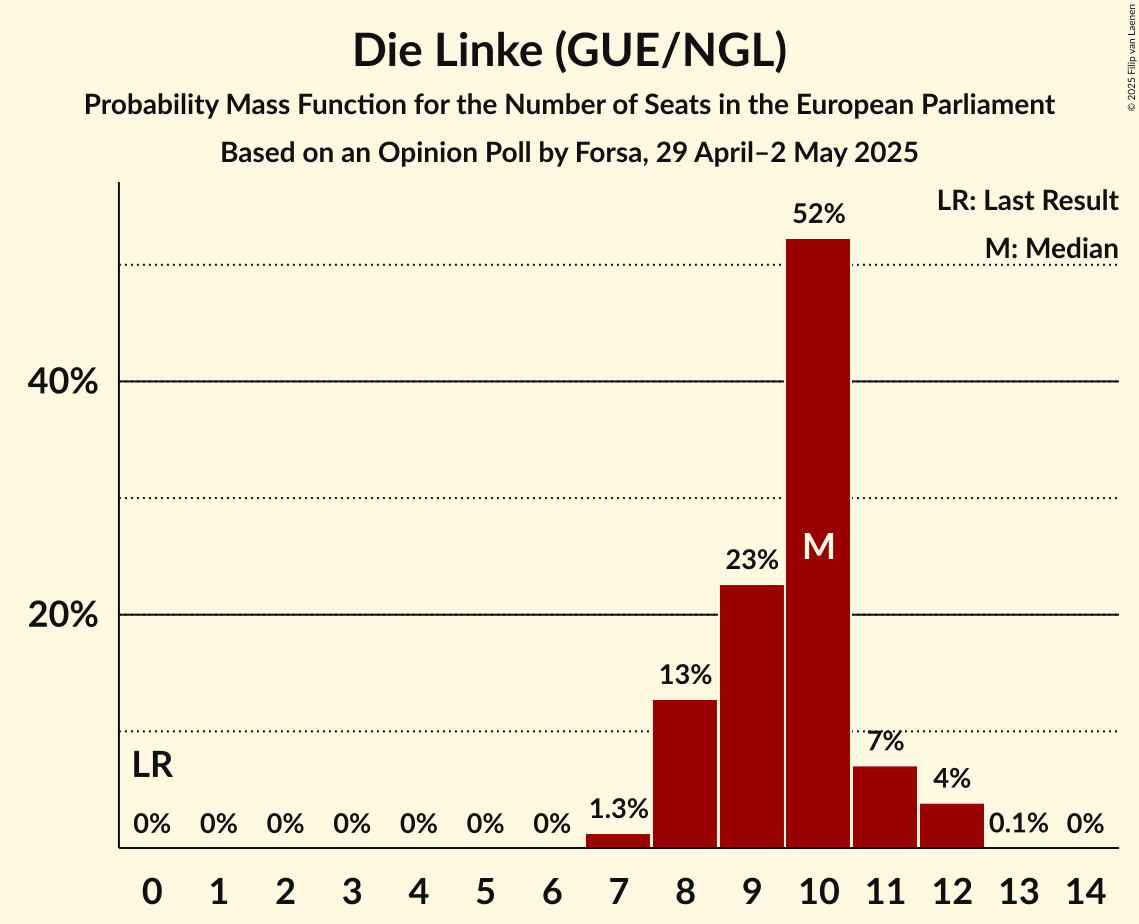 Die Linke (GUE/NGL)
Probability Mass Function for the Number of Seats in the European Parliament
Based on an Opinion Poll by Forsa, 29 April–2 May 2025
© 2025 Filip van Laenen
LR: Last Result
M: Median
52%
40%
M
23%
20%
13%
7%
LR
4%
1.3%
0% 0% 0% 0% 0% 0% 0% 0.1% 0%
0 1 2 3 4 5 6 7 8 9 10 11 12 13 14